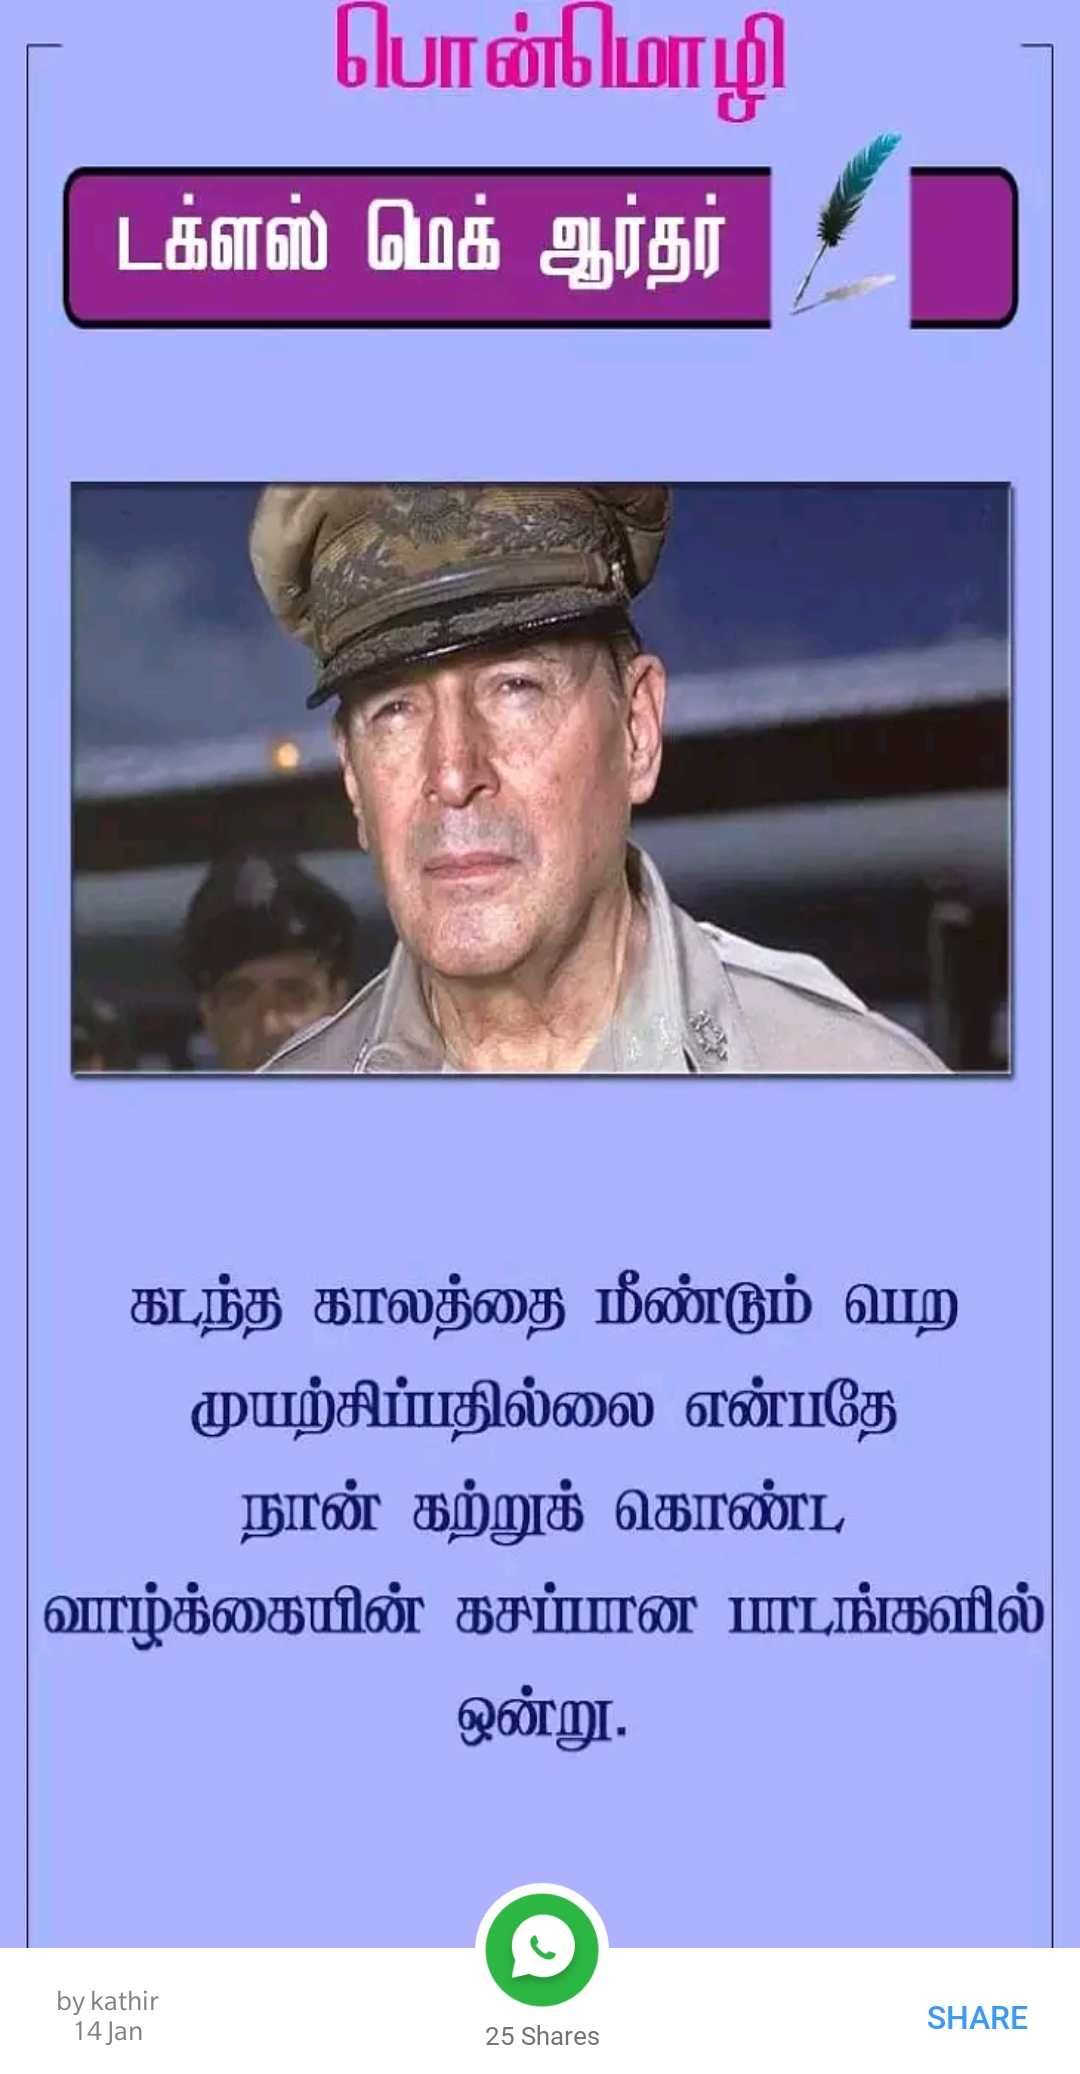 பொன்மொழி
டக்ளஸ் மெக் ஆர்தர்
கடந்த காலத்தை மீண்டும் பெற
முயற்சிப்பதில்லை என்பதே
நான் கற்றுக் கொண்ட
வாழ்க்கையின் கசப்பான பாடங்களில்
ஒன்று.
by kathir
14 Jan
25 Shares
SHARE